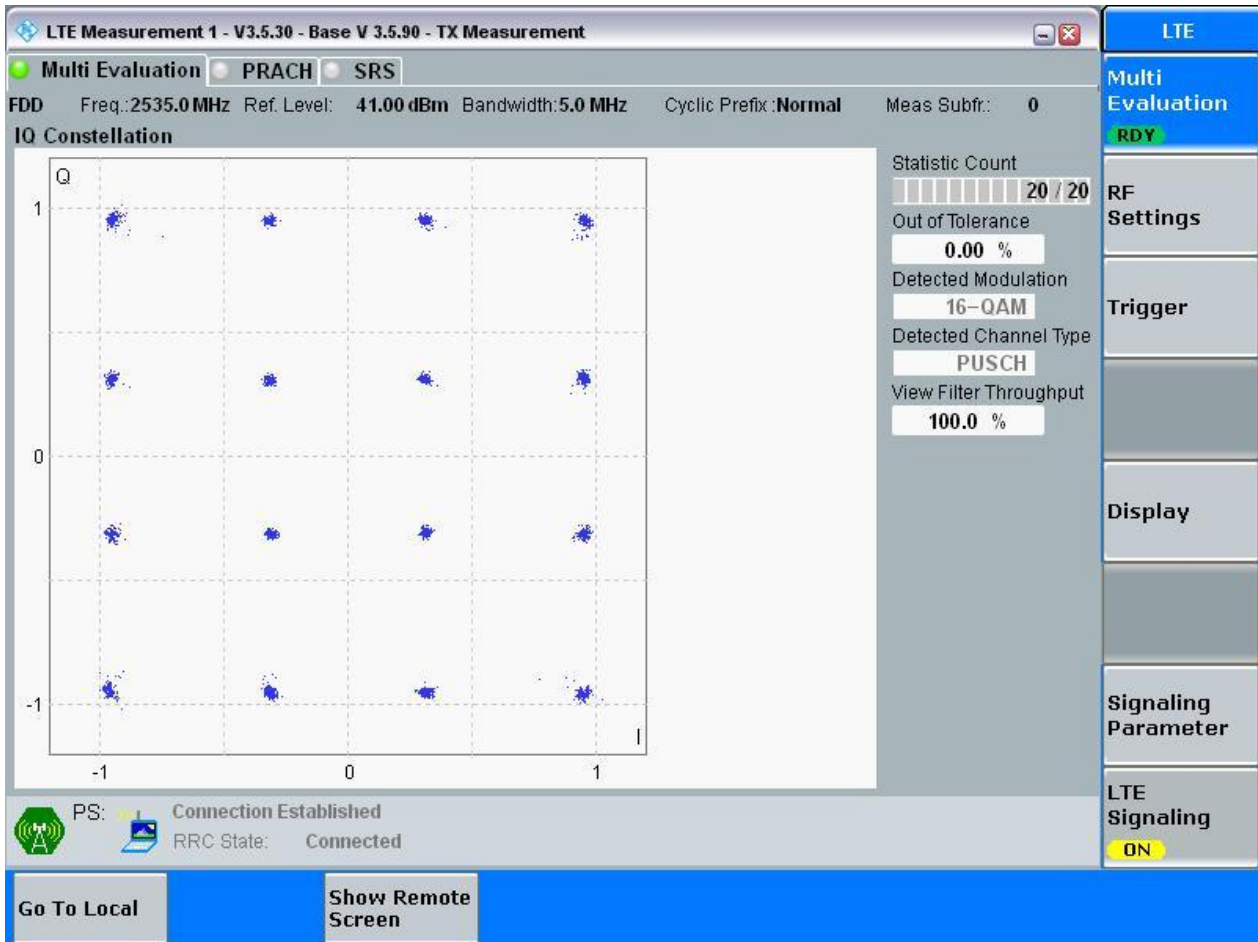 LTE Measurement 1 - V3.5.30 - Base V 3.5.90 - TX Measurement
LTE
Multi Evaluation PRACH SRS
FDD Freq.:2535.0 MHz Ref. Level: 41.00 dBm Bandwidth:5.0 MHz Cyclic Prefix :Normal Meas Subfr.: 0
IQ Constellation
Q
1
0
-1
-1 0 1
I
Statistic Count
20 / 20
Out of Tolerance
0.00 %
Detected Modulation
16-QAM
Detected Channel Type
PUSCH
View Filter Throughput
100.0 %
Multi
Evaluation
RDY
RF
Settings
Trigger
Display
Signaling
Parameter
LTE
Signaling
ON
PS: Connection Established
RRC State: Connected
Go To Local
Show Remote
Screen